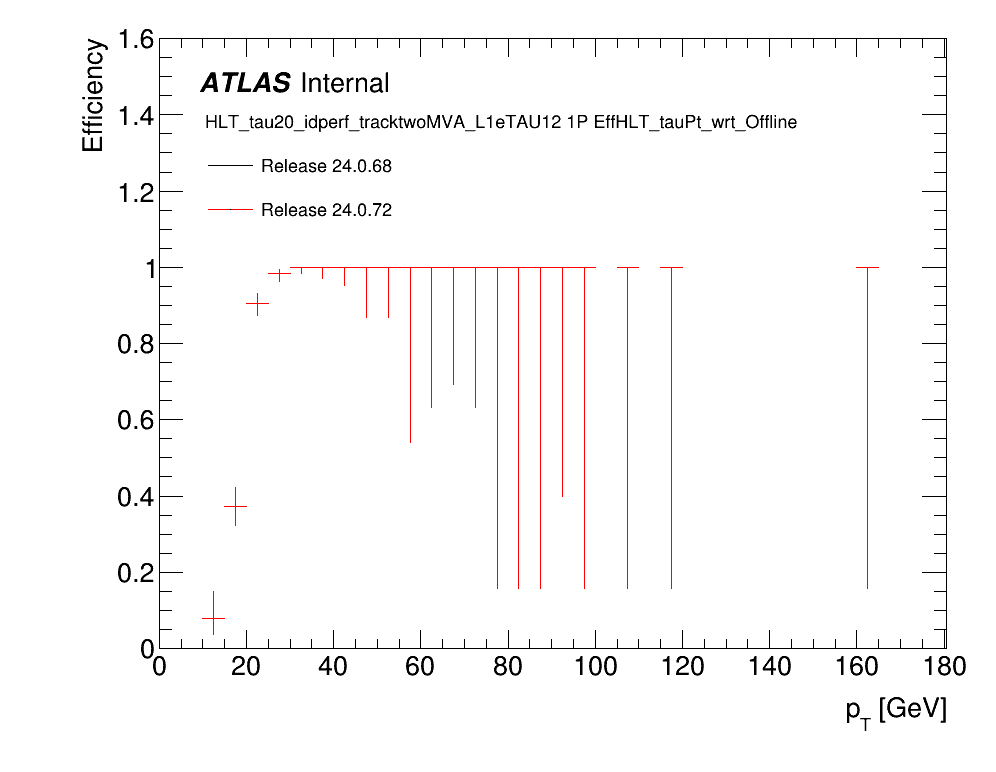 1.6
Efficiency
ATLAS Internal
1.4
HLT_tau20_idperf_tracktwoMVA_L1eTAU12 1P EffHLT_tauPt_wrt_Offline
Release 24.0.68
1.2
Release 24.0.72
1
0.8
0.6
0.4
0.2
0
0 20 40 60 80 100 120 140 160 180
p_T [GeV]